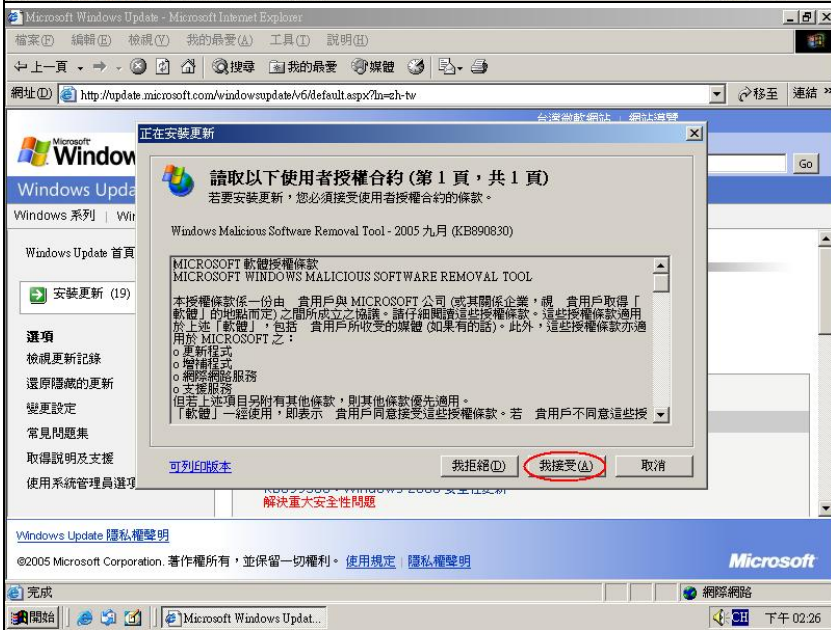 Microsoft Windows Update - Microsoft Internet Explorer
檔案(F) 編輯(E) 檢視(V) 我的最愛(A) 工具(T) 說明(H)
上一頁 搜尋 我的最愛 媒體
網址(D) http://update.microsoft.com/windowsupdate/v6/default.aspx?ln=zh-tw 移至 連結 »
台灣微軟網站 | 網站導覽
Microsoft
Window
Go
Windows Upda
Windows 系列 | Wir
Windows Update 首頁
安裝更新 (19)
選項
檢視更新記錄
還原隱藏的更新
變更設定
常見問題集
取得說明及支援
使用系統管理員選項
正在安裝更新
讀取以下使用者授權合約 (第 1 頁，共 1 頁)
若要安裝更新，您必須接受使用者授權合約的條款。
Windows Malicious Software Removal Tool - 2005 九月 (KB890830)
MICROSOFT 軟體授權條款
MICROSOFT WINDOWS MALICIOUS SOFTWARE REMOVAL TOOL
本授權條款係一份由 貴用戶與 MICROSOFT 公司 (或其關係企業，視 貴用戶取得「
軟體」的地點而定) 之間所成立之協議。請仔細閱讀這些授權條款。這些授權條款適用
於上述「軟體」，包括 貴用戶所收受的媒體 (如果有的話)。此外，這些授權條款亦適
用於 MICROSOFT 之：
o 更新程式
o 增補程式
o 網際網路服務
o 支援服務
但若上述項目另附有其他條款，則其他條款優先適用。
「軟體」一經使用，即表示 貴用戶同意接受這些授權條款。若 貴用戶不同意這些授
可列印版本 我拒絕(D) 我接受(A) 取消
解決重大安全性問題
Windows Update 隱私權聲明
©2005 Microsoft Corporation. 著作權所有，並保留一切權利。 使用規定 | 隱私權聲明 Microsoft
完成 網際網路
開始 Microsoft Windows Updat... CH 下午 02:26